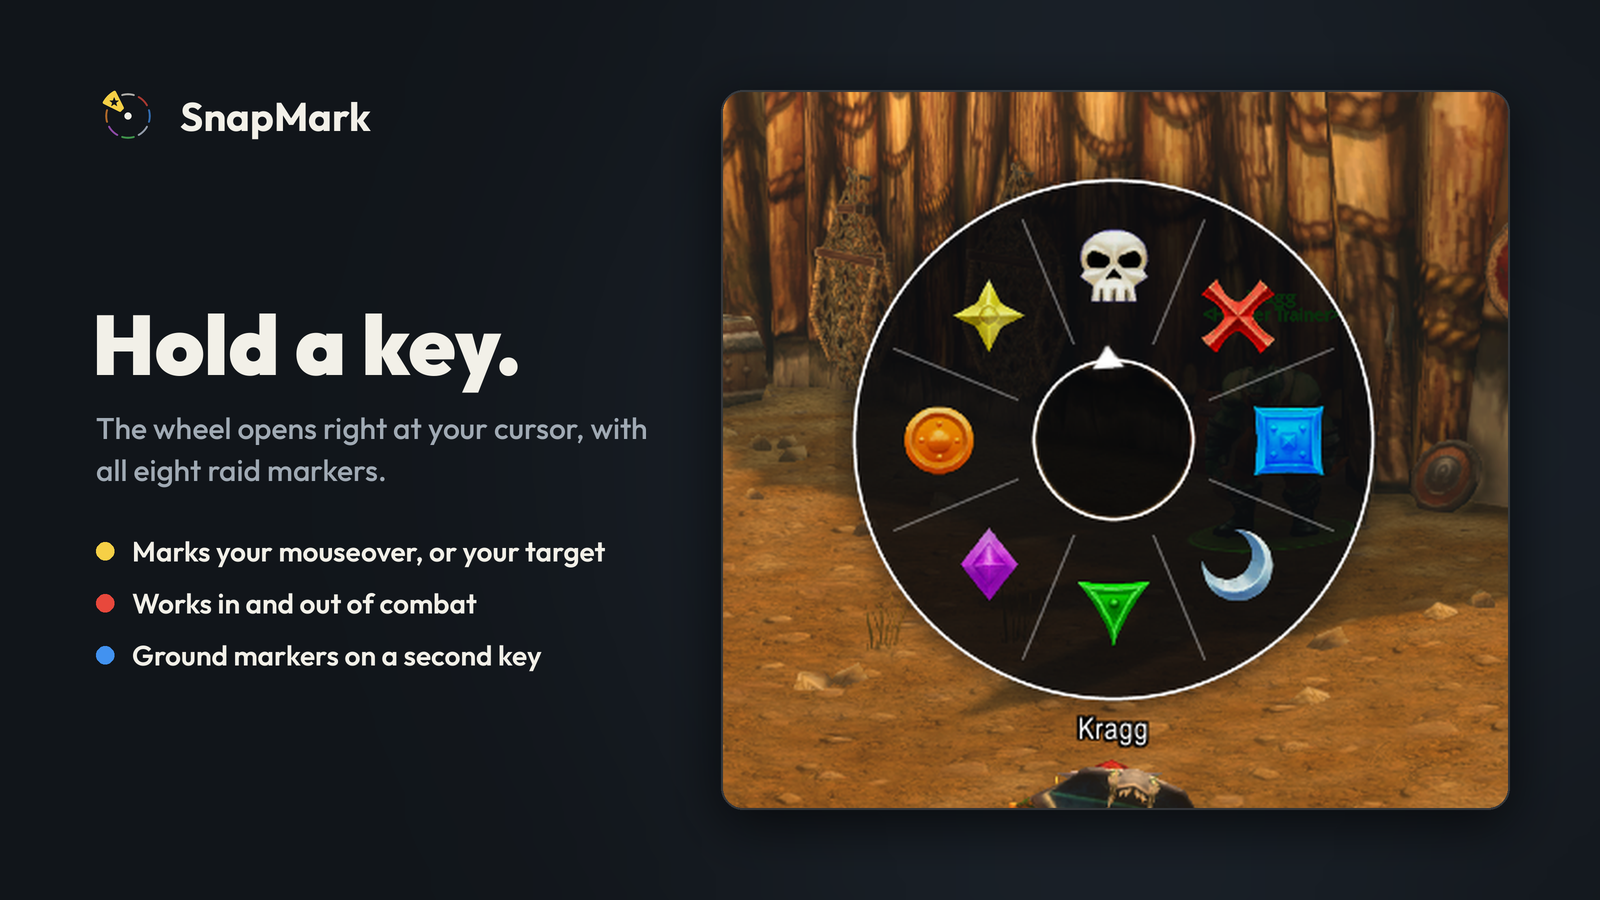 SnapMark
Hold a key.
The wheel opens right at your cursor, with
all eight raid markers.
Marks your mouseover, or your target
Works in and out of combat
Ground markers on a second key
Trainer>
Kragg